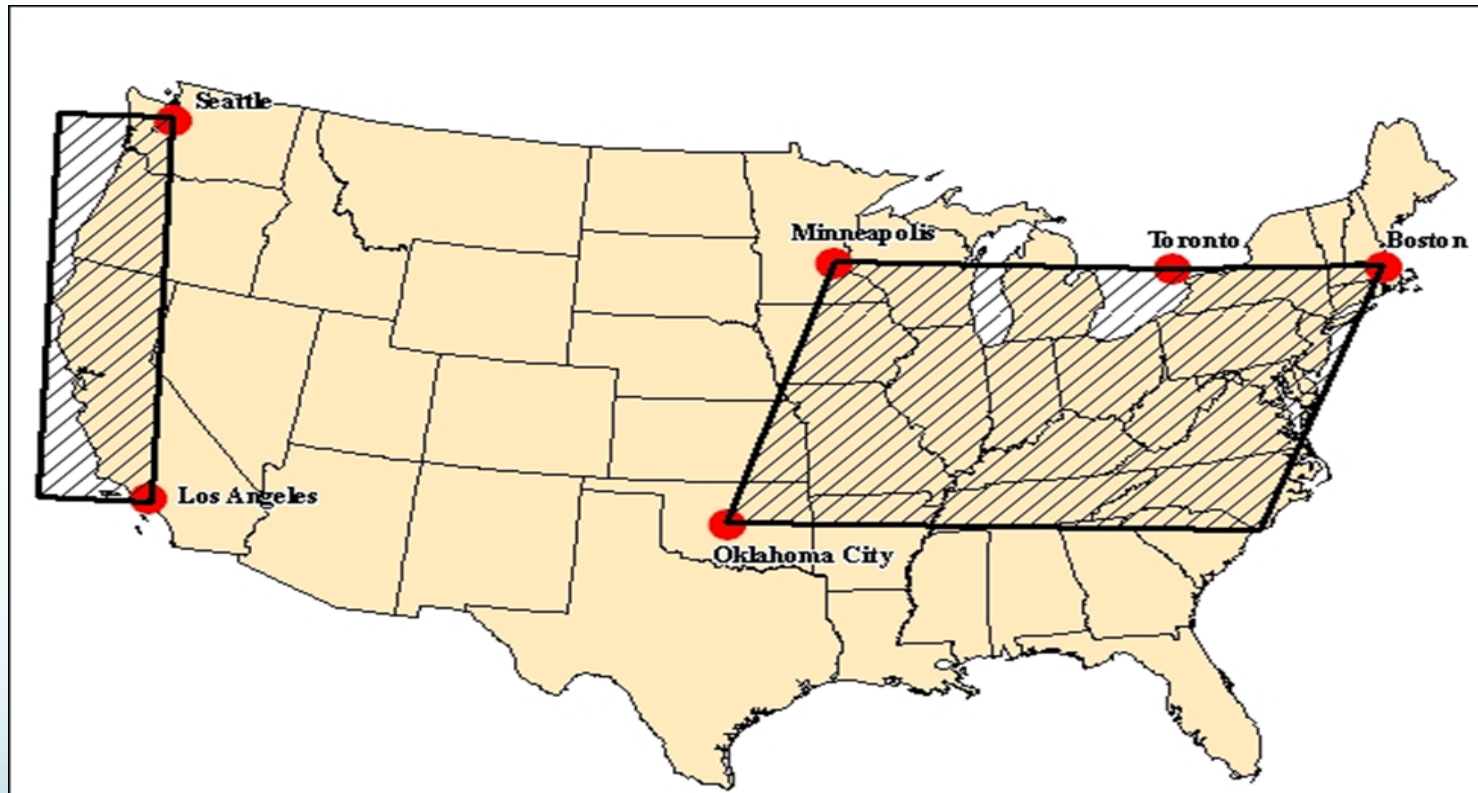 Seattle
Minneapolis
Toronto
Boston
Los Angeles
Oklahoma City